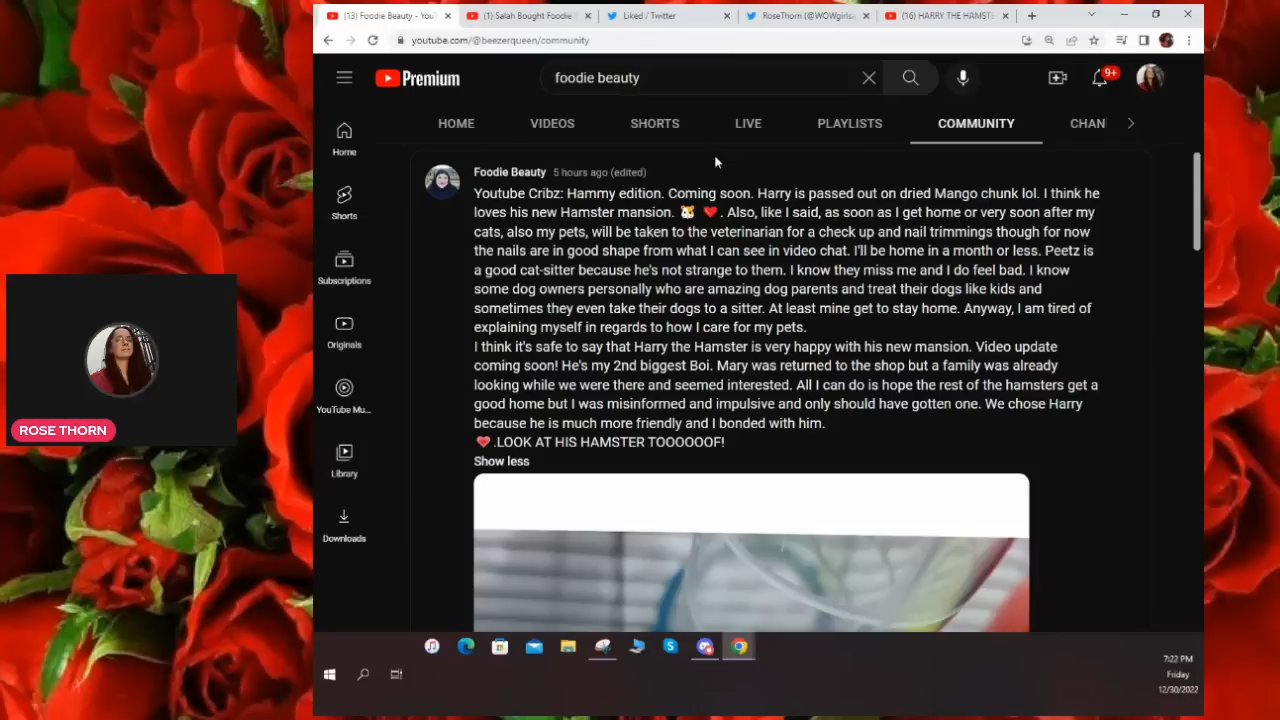 (13) Foodie Beauty - You
(1) Salah Bought Foodie
Liked / Twitter
RoseThorn (@WOWgirls
(16) HARRY THE HAMST
youtube.com/@beezerqueen/community
Premium
foodie beauty
9+
HOME
VIDEOS
SHORTS
LIVE
PLAYLISTS
COMMUNITY
CHAN
Home
Shorts
Subscriptions
Originals
YouTube Mu...
Library
Downloads
Foodie Beauty 5 hours ago (edited)
Youtube Cribz: Hammy edition. Coming soon. Harry is passed out on dried Mango chunk lol. I think he
loves his new Hamster mansion. 🐹 ❤️. Also, like I said, as soon as I get home or very soon after my
cats, also my pets, will be taken to the veterinarian for a check up and nail trimmings though for now
the nails are in good shape from what I can see in video chat. I'll be home in a month or less. Peetz is
a good cat-sitter because he's not strange to them. I know they miss me and I do feel bad. I know
some dog owners personally who are amazing dog parents and treat their dogs like kids and
sometimes they even take their dogs to a sitter. At least mine get to stay home. Anyway, I am tired of
explaining myself in regards to how I care for my pets.
I think it's safe to say that Harry the Hamster is very happy with his new mansion. Video update
coming soon! He's my 2nd biggest Boi. Mary was returned to the shop but a family was already
looking while we were there and seemed interested. All I can do is hope the rest of the hamsters get a
good home but I was misinformed and impulsive and only should have gotten one. We chose Harry
because he is much more friendly and I bonded with him.
❤️.LOOK AT HIS HAMSTER TOOOOOOF!
Show less
ROSE THORN
7:22 PM
Friday
12/30/2022